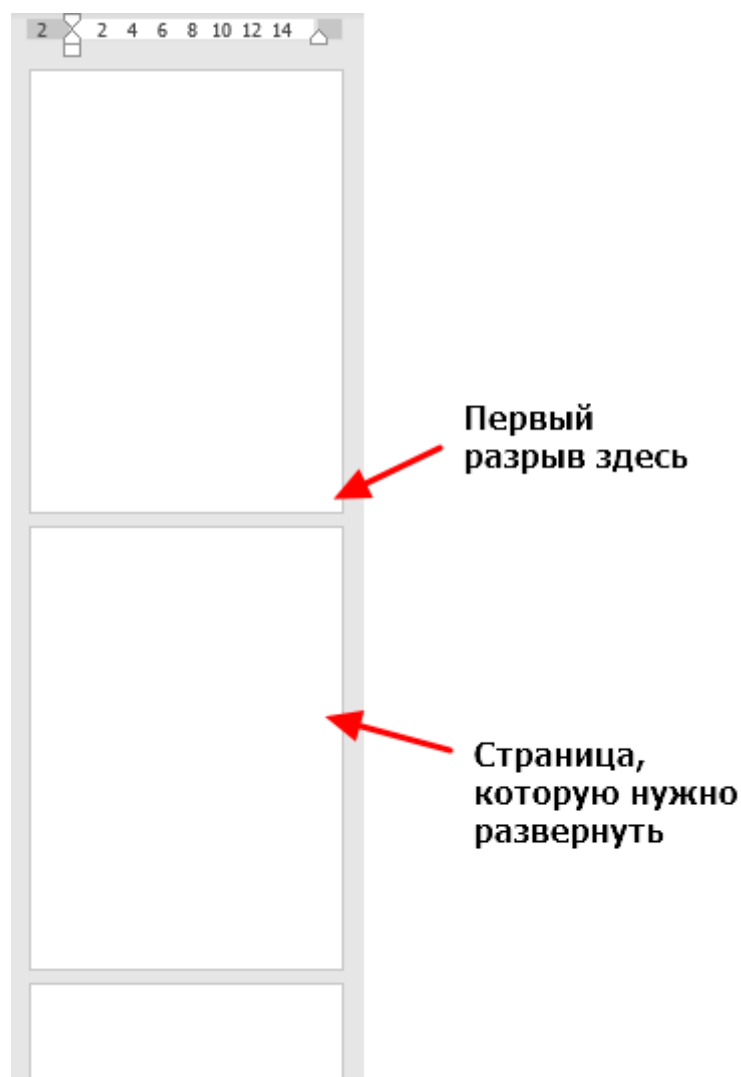 2 2 4 6 8 10 12 14
Первый
разрыв здесь
Страница,
которую нужно
развернуть